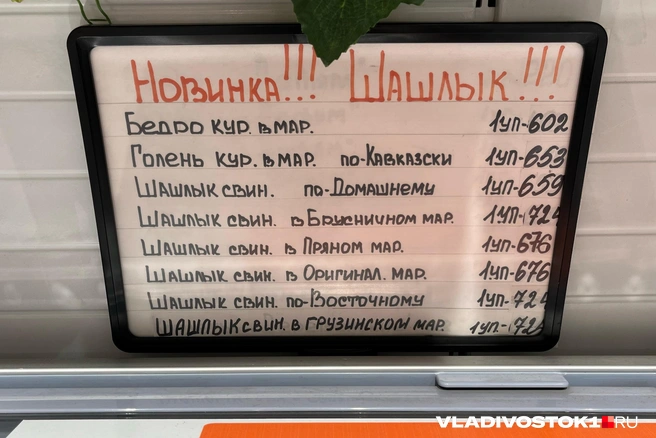 Новинка!!! Шашлык!!!
Бедро кур. в мар. 1уп-602
Голень кур. в мар. по-Кавказски 1уп-653
Шашлык свин. по-Домашнему 1уп-659
Шашлык свин. в Брусничном мар. 1уп-724
Шашлык свин. в Пряном мар. 1уп-676
Шашлык свин. в Оригинал. мар. 1уп-676
Шашлык свин. по-Восточному 1уп-724
Шашлык свин. в Грузинском мар. 1уп-724
VLADIVOSTOK1.RU